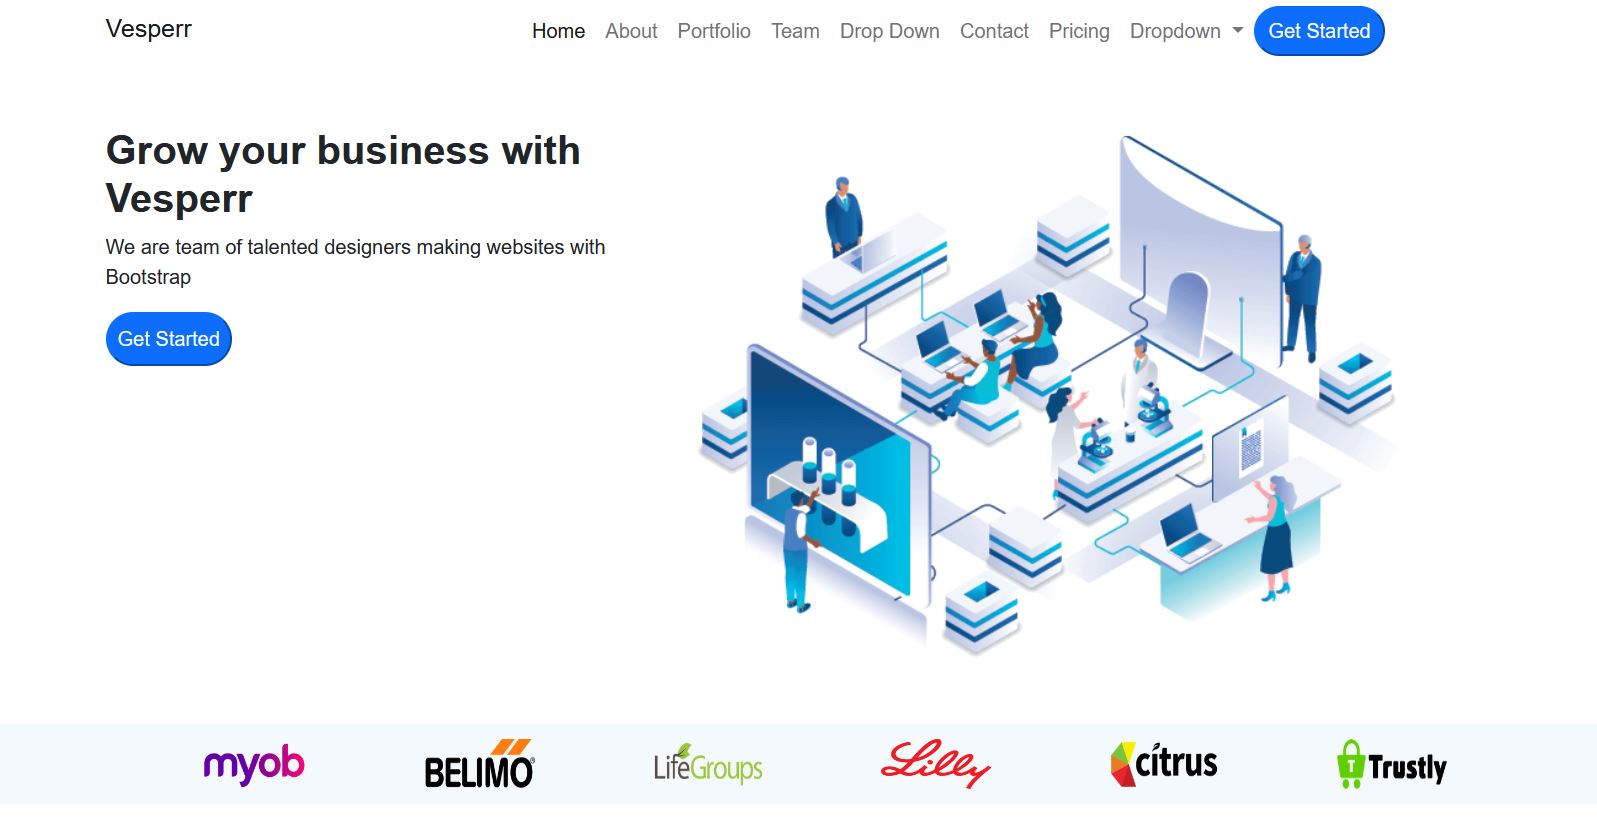 Vesperr
Home About Portfolio Team Drop Down Contact Pricing Dropdown Get Started
Grow your business with
Vesperr
We are team of talented designers making websites with
Bootstrap
Get Started
myob BELIMO® LifeGroups Lilly citrus T Trustly